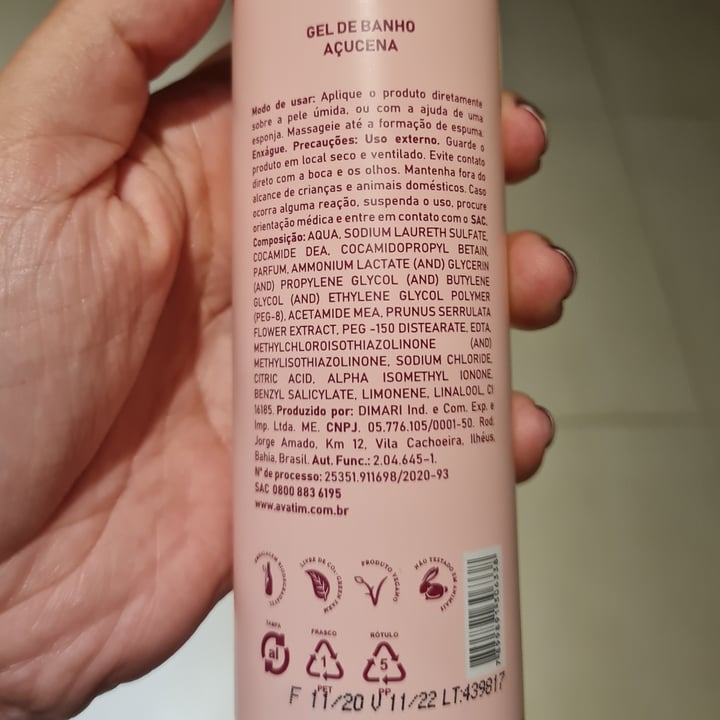 GEL DE BANHO
AÇUCENA
Modo de usar: Aplique o produto diretamente
sobre a pele úmida, ou com a ajuda de uma
esponja. Massageie até a formação de espuma.
Enxágue. Precauções: Uso externo. Guarde o
produto em local seco e ventilado. Evite contato
direto com a boca e os olhos. Mantenha fora do
alcance de crianças e animais domésticos. Caso
ocorra alguma reação, suspenda o uso, procure
orientação médica e entre em contato com o SAC.
Composição: AQUA, SODIUM LAURETH SULFATE,
COCAMIDE DEA, COCAMIDOPROPYL BETAIN,
PARFUM, AMMONIUM LACTATE (AND) GLYCERIN
(AND) PROPYLENE GLYCOL (AND) BUTYLENE
GLYCOL (AND) ETHYLENE GLYCOL POLYMER
(PEG-8), ACETAMIDE MEA, PRUNUS SERRULATA
FLOWER EXTRACT, PEG -150 DISTEARATE, EDTA,
METHYLCHLOROISOTHIAZOLINONE (AND)
METHYLISOTHIAZOLINONE, SODIUM CHLORIDE,
CITRIC ACID, ALPHA ISOMETHYL IONONE,
BENZYL SALICYLATE, LIMONENE, LINALOOL, CI
16185. Produzido por: DIMARI Ind. e Com. Exp. e
Imp. Ltda. ME. CNPJ. 05.776.105/0001-50. Rod.
Jorge Amado, Km 12, Vila Cachoeira, Ilhéus,
Bahia, Brasil. Aut. Func.: 2.04.645-1.
Nº de processo: 25351.911698/2020-93
SAC 0800 883 6195
www.avatim.com.br
LIVRE DE COL. GREEN FARM
PRODUTO VEGANO
NÃO TESTADO EM ANIMAIS
TAMPA
FRASCO
RÓTULO
al
1
5
PET
PP
F 11/20 V 11/22 LT:439817